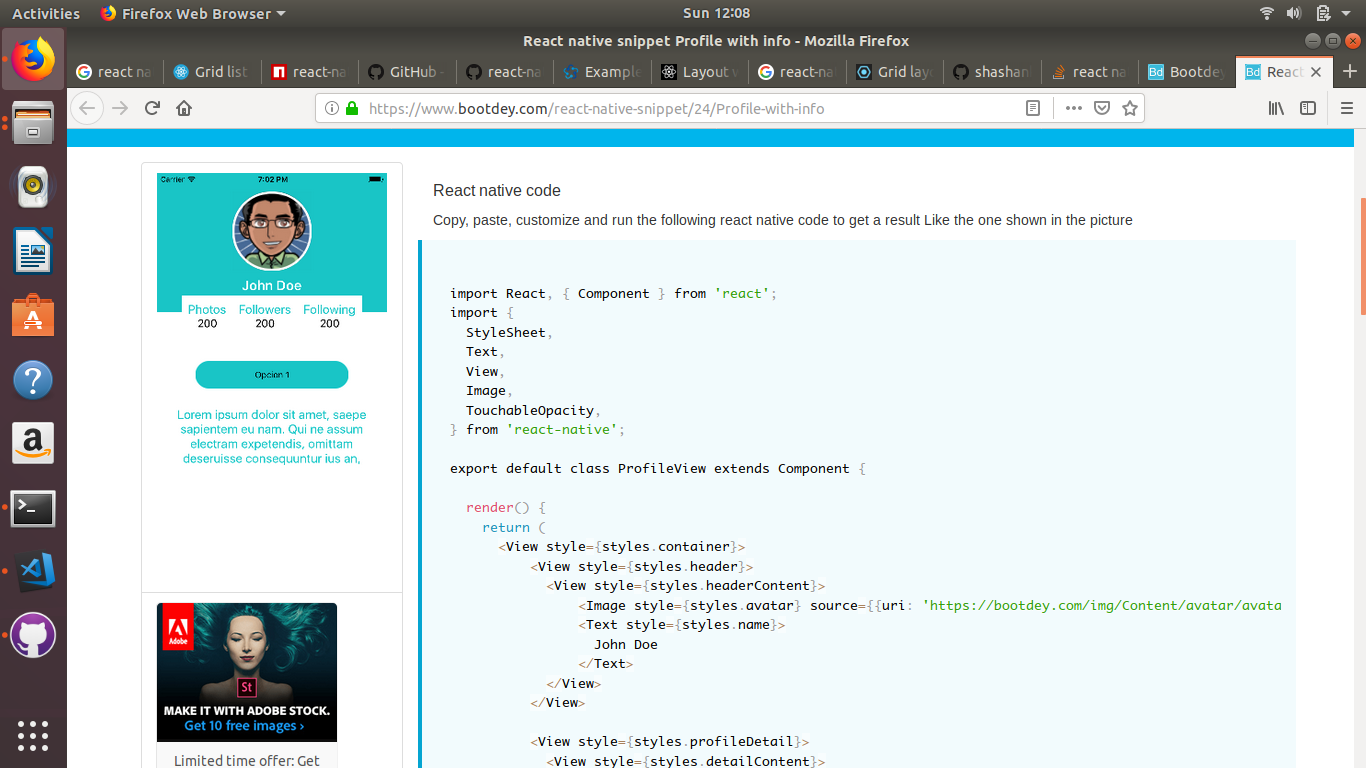 Activities Firefox Web Browser Sun 12:08
React native snippet Profile with info - Mozilla Firefox
react na Grid list react-na GitHub - react-na Example Layout w react-na Grid layo shashan react na Bootdey React
https://www.bootdey.com/react-native-snippet/24/Profile-with-info
Carrier 7:02 PM
John Doe
Photos Followers Following
200 200 200
Opcion 1
Lorem ipsum dolor sit amet, saepe
sapientem eu nam. Qui ne assum
electram expetendis, omittam
deseruisse consequuntur ius an,
Adobe
St
MAKE IT WITH ADOBE STOCK.
Get 10 free images ›
Limited time offer: Get
React native code
Copy, paste, customize and run the following react native code to get a result Like the one shown in the picture
import React, { Component } from 'react';
import {
  StyleSheet,
  Text,
  View,
  Image,
  TouchableOpacity,
} from 'react-native';
export default class ProfileView extends Component {
  render() {
    return (
      <View style={styles.container}>
          <View style={styles.header}>
            <View style={styles.headerContent}>
                <Image style={styles.avatar} source={{uri: 'https://bootdey.com/img/Content/avatar/avata
                <Text style={styles.name}>
                  John Doe
                </Text>
            </View>
          </View>
          <View style={styles.profileDetail}>
            <View style={styles.detailContent}>